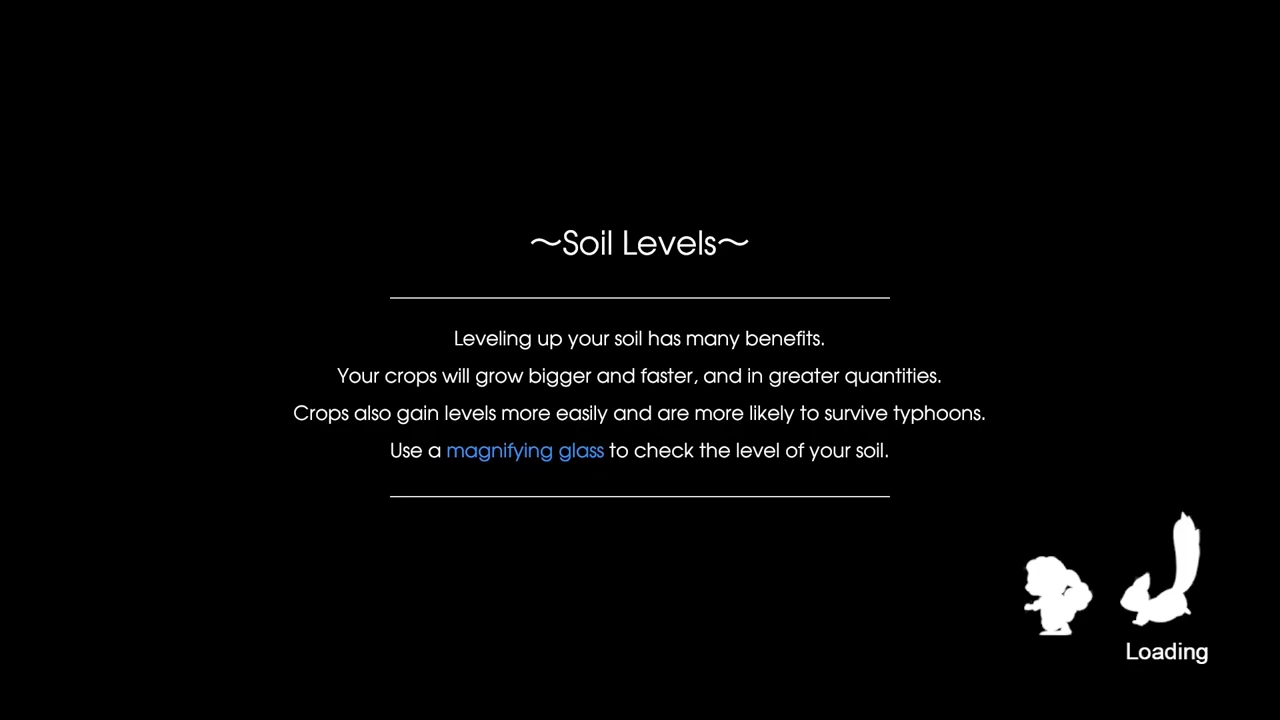 〜Soil Levels〜
Leveling up your soil has many benefits.
Your crops will grow bigger and faster, and in greater quantities.
Crops also gain levels more easily and are more likely to survive typhoons.
Use a magnifying glass to check the level of your soil.
Loading